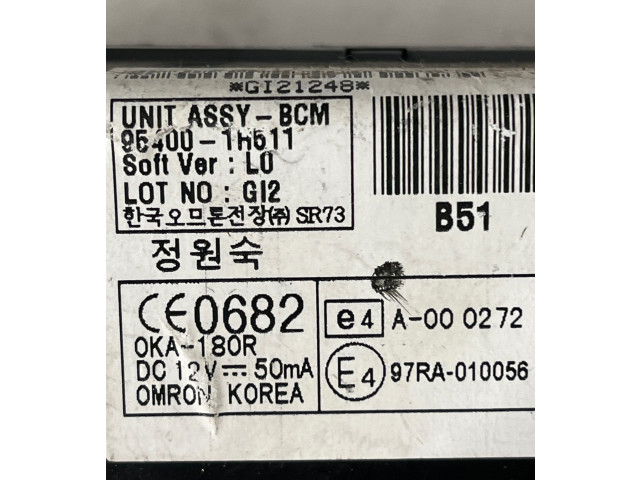 *GI21248*
UNIT ASSY-BCM
95400-1H511
Soft Ver : L0
LOT NO : GI2
한국오므론전장(주) SR73
B51
정원숙
CE0682
OKA-180R
DC 12V ⎓ 50mA
OMRON KOREA
e4 A-00 0272
E4 97RA-010056